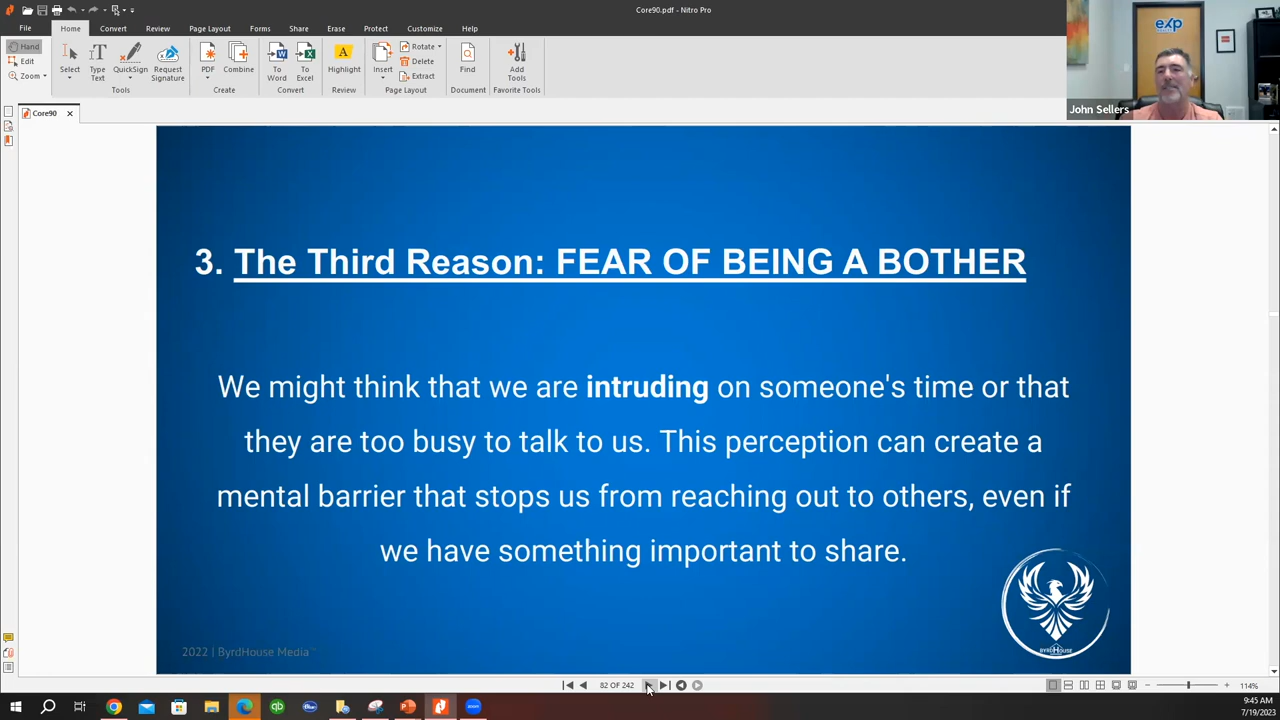 Core90.pdf - Nitro Pro
File Home Convert Review Page Layout Forms Share Erase Protect Customize Help
Hand
Edit
Zoom
Select
Type Text
QuickSign
Request Signature
Tools
PDF
Combine
Create
To Word
To Excel
Convert
Highlight
Review
Insert
Rotate
Delete
Extract
Page Layout
Find
Document
Add Tools
Favorite Tools
exp
John Sellers
Core90
3. The Third Reason: FEAR OF BEING A BOTHER
We might think that we are intruding on someone's time or that
they are too busy to talk to us. This perception can create a
mental barrier that stops us from reaching out to others, even if
we have something important to share.
BYRDHOUSE
2022 | ByrdHouse Media
82 OF 242
114%
9:45 AM
7/19/2023